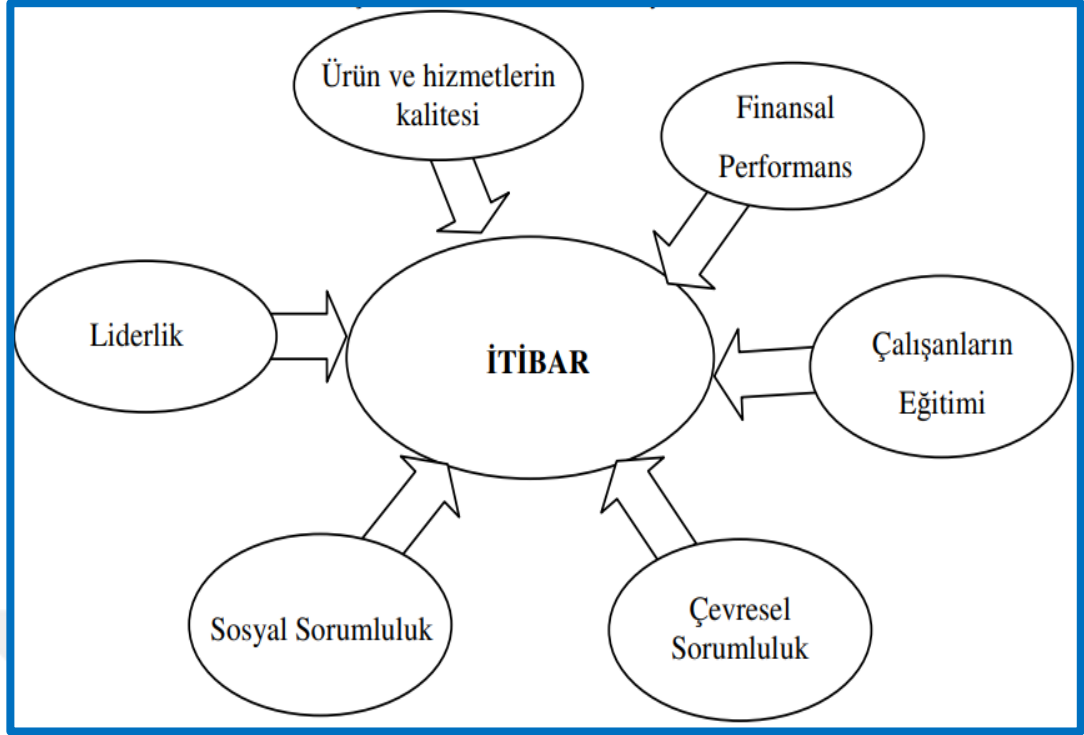 Ürün ve hizmetlerin
kalitesi
Finansal
Performans
Liderlik
İTİBAR
Çalışanların
Eğitimi
Sosyal Sorumluluk
Çevresel
Sorumluluk